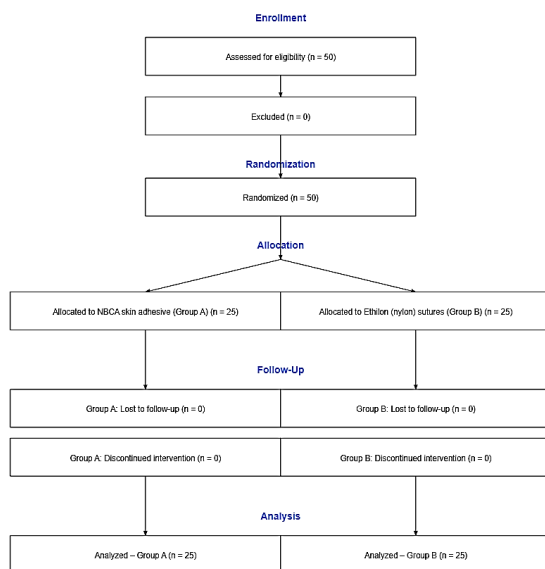 Enrollment
Assessed for eligibility (n = 50)
Excluded (n = 0)
Randomization
Randomized (n = 50)
Allocation
Allocated to NBCA skin adhesive (Group A) (n = 25)
Allocated to Ethilon (nylon) sutures (Group B) (n = 25)
Follow-Up
Group A: Lost to follow-up (n = 0)
Group B: Lost to follow-up (n = 0)
Group A: Discontinued intervention (n = 0)
Group B: Discontinued intervention (n = 0)
Analysis
Analyzed – Group A (n = 25)
Analyzed – Group B (n = 25)